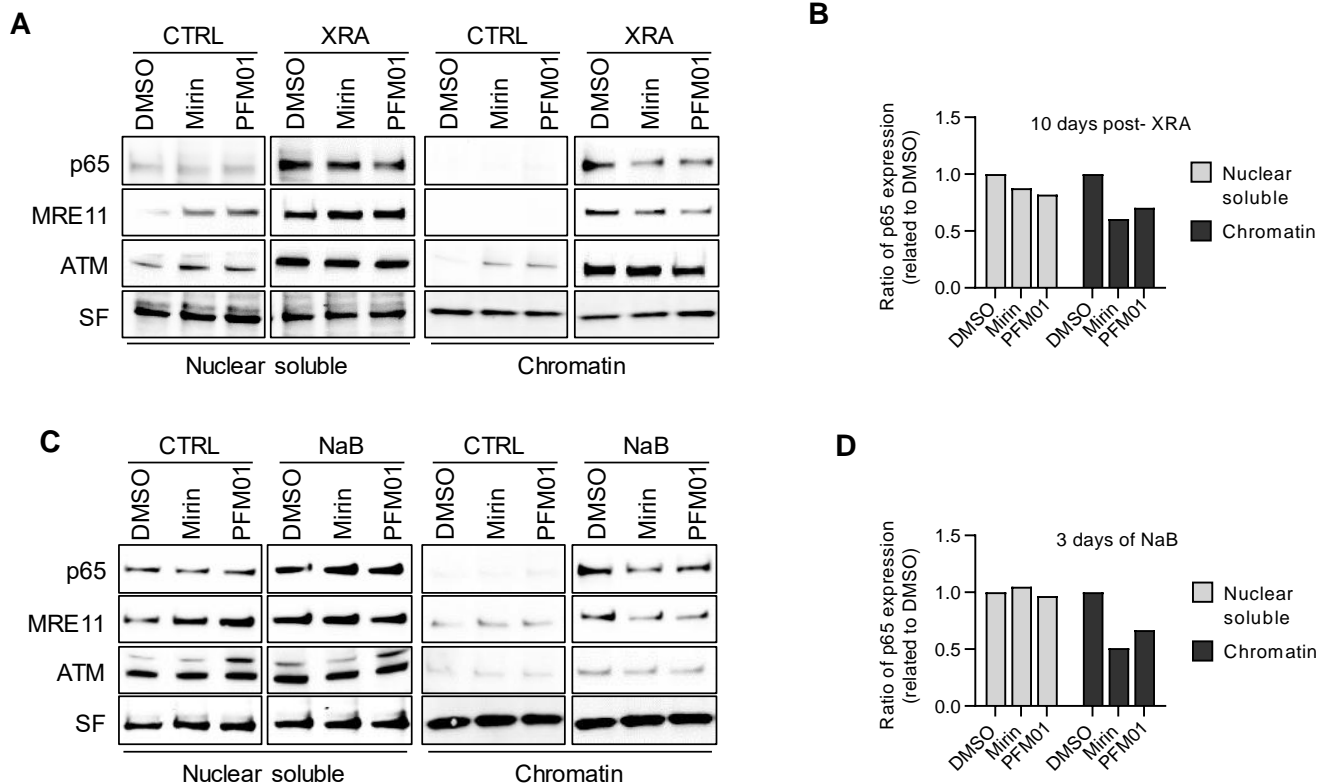 A
CTRL XRA CTRL XRA
DMSO Mirin PFM01 DMSO Mirin PFM01 DMSO Mirin PFM01 DMSO Mirin PFM01
p65
MRE11
ATM
SF
Nuclear soluble Chromatin
B
Ratio of p65 expression
(related to DMSO)
1.5
1.0
0.5
0.0
10 days post- XRA
DMSO Mirin PFM01 DMSO Mirin PFM01
Nuclear
soluble
Chromatin
C
CTRL NaB CTRL NaB
DMSO Mirin PFM01 DMSO Mirin PFM01 DMSO Mirin PFM01 DMSO Mirin PFM01
p65
MRE11
ATM
SF
Nuclear soluble Chromatin
D
Ratio of p65 expression
(related to DMSO)
1.5
1.0
0.5
0.0
3 days of NaB
DMSO Mirin PFM01 DMSO Mirin PFM01
Nuclear
soluble
Chromatin